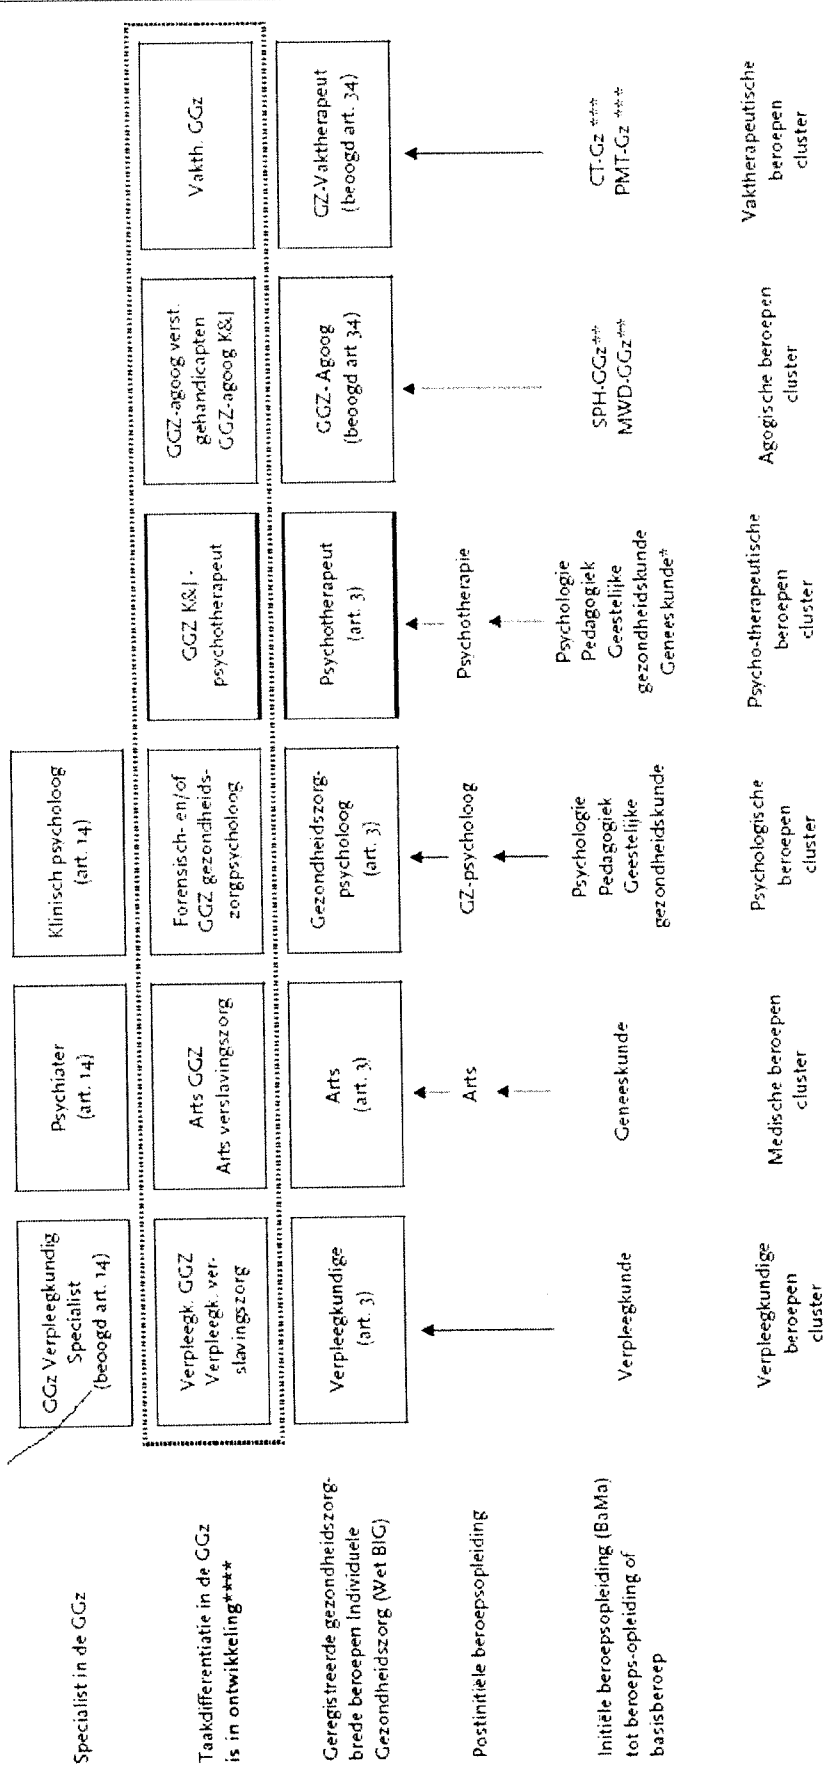 Specialist in de GGz
GGz Verpleegkundig
Specialist
(beoogd art. 14)
Psychiater
(art. 14)
Klinisch psycholoog
(art. 14)
Taakdifferentiatie in de GGz
is in ontwikkeling****
Verpleegk. GGZ
Verpleegk. ver-
slavingszorg
Arts GGZ
Arts verslavingszorg
Forensisch- en/of
GGZ gezondheids-
zorgpsycholoog
GGZ K&J -
psychotherapeut
GGZ-agoog verst.
gehandicapten
GGZ-agoog K&J
Vakth. GGz
Geregistreerde gezondheidszorg-
brede beroepen Individuele
Gezondheidszorg (Wet BIG)
Verpleegkundige
(art. 3)
Arts
(art. 3)
Gezondheidszorg-
psycholoog
(art. 3)
Psychotherapeut
(art. 3)
GGZ- Agoog
(beoogd art 34)
GZ-Vaktherapeut
(beoogd art. 34)
Postinitiële beroepsopleiding
Arts
GZ-psycholoog
Psychotherapie
Initiële beroepsopleiding (BaMa)
tot beroeps-opleiding of
basisberoep
Verpleegkunde
Geneeskunde
Psychologie
Pedagogiek
Geestelijke
gezondheidskunde
Psychologie
Pedagogiek
Geestelijke
gezondheidskunde
Geneeskunde*
SPH-GGz**
MWD-GGz**
CT-Gz ***
PMT-Gz ***
Verpleegkundige
beroepen
cluster
Medische beroepen
cluster
Psychologische
beroepen
cluster
Psycho-therapeutische
beroepen
cluster
Agogische beroepen
cluster
Vaktherapeutische
beroepen
cluster